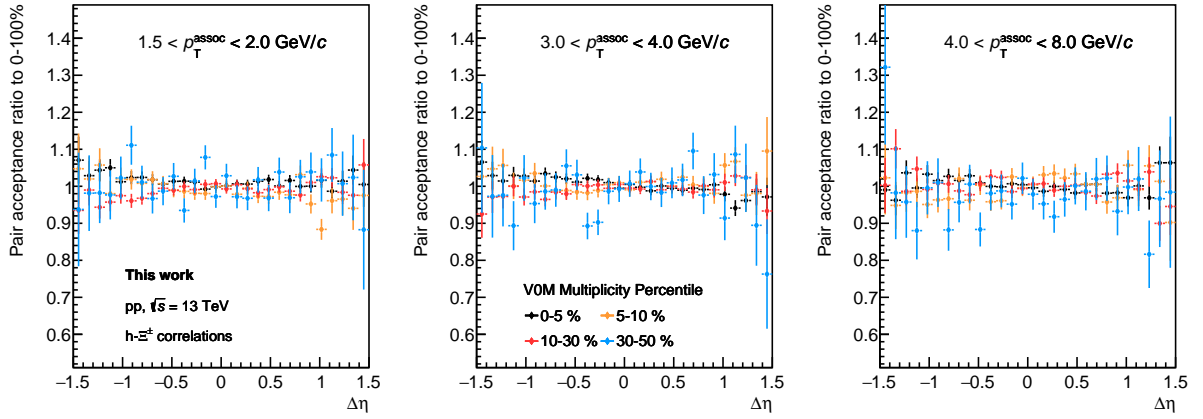 Pair acceptance ratio to 0-100%
1.5 < p_T^assoc < 2.0 GeV/c
1.4
1.3
1.2
1.1
1
0.9
0.8
0.7
0.6
This work
pp, √s = 13 TeV
h-Ξ± correlations
−1.5 −1 −0.5 0 0.5 1 1.5
Δη
Pair acceptance ratio to 0-100%
3.0 < p_T^assoc < 4.0 GeV/c
1.4
1.3
1.2
1.1
1
0.9
0.8
0.7
0.6
V0M Multiplicity Percentile
0-5 % 5-10 %
10-30 % 30-50 %
−1.5 −1 −0.5 0 0.5 1 1.5
Δη
Pair acceptance ratio to 0-100%
4.0 < p_T^assoc < 8.0 GeV/c
1.4
1.3
1.2
1.1
1
0.9
0.8
0.7
0.6
−1.5 −1 −0.5 0 0.5 1 1.5
Δη